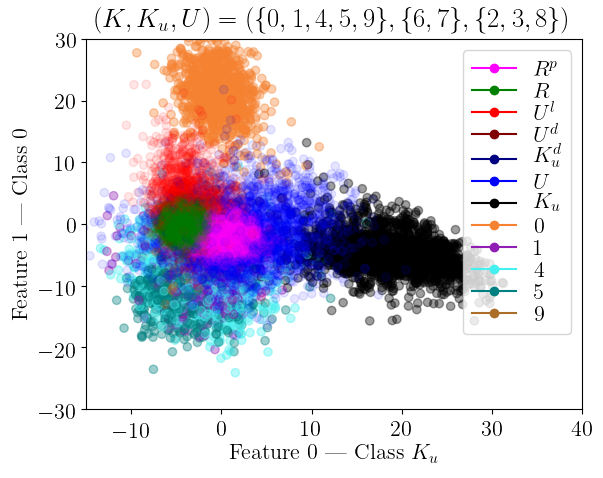 (K, K_u, U) = ({0, 1, 4, 5, 9}, {6, 7}, {2, 3, 8})
30
20
10
0
−10
−20
−30
Feature 1 — Class 0
−10 0 10 20 30 40
Feature 0 — Class K_u
R^p
R
U^l
U^d
K_u^d
U
K_u
0
1
4
5
9